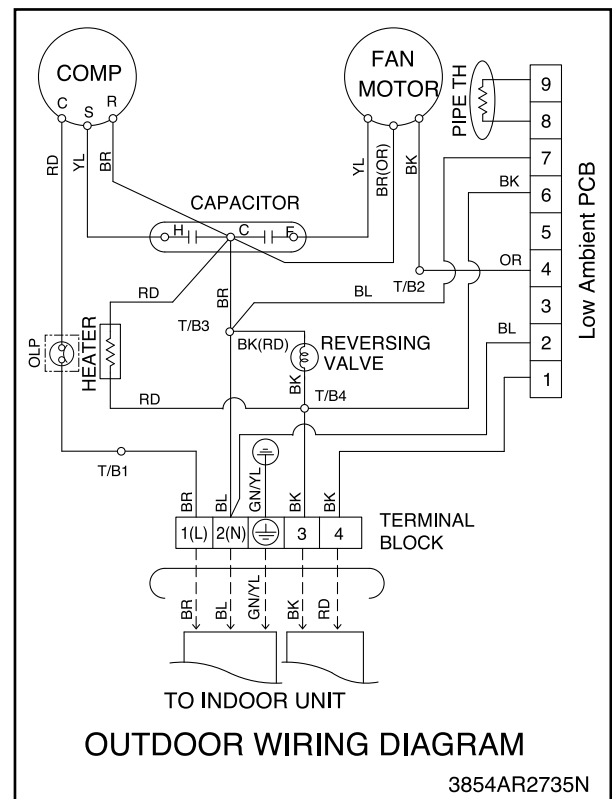 COMP
C S R
FAN
MOTOR
PIPE TH
9
8
7
6
5
4
3
2
1
Low Ambient PCB
RD
YL
BR
YL
BR(OR)
BK
BK
CAPACITOR
H C F
OR
T/B2
RD
BR
BL
BL
T/B3
BK(RD)
REVERSING
VALVE
OLP
HEATER
BK
T/B4
RD
T/B1
BR
BL
GN/YL
BK
BK
1(L) 2(N) 3 4
TERMINAL
BLOCK
BR
BL
GN/YL
BK
RD
TO INDOOR UNIT
OUTDOOR WIRING DIAGRAM
3854AR2735N